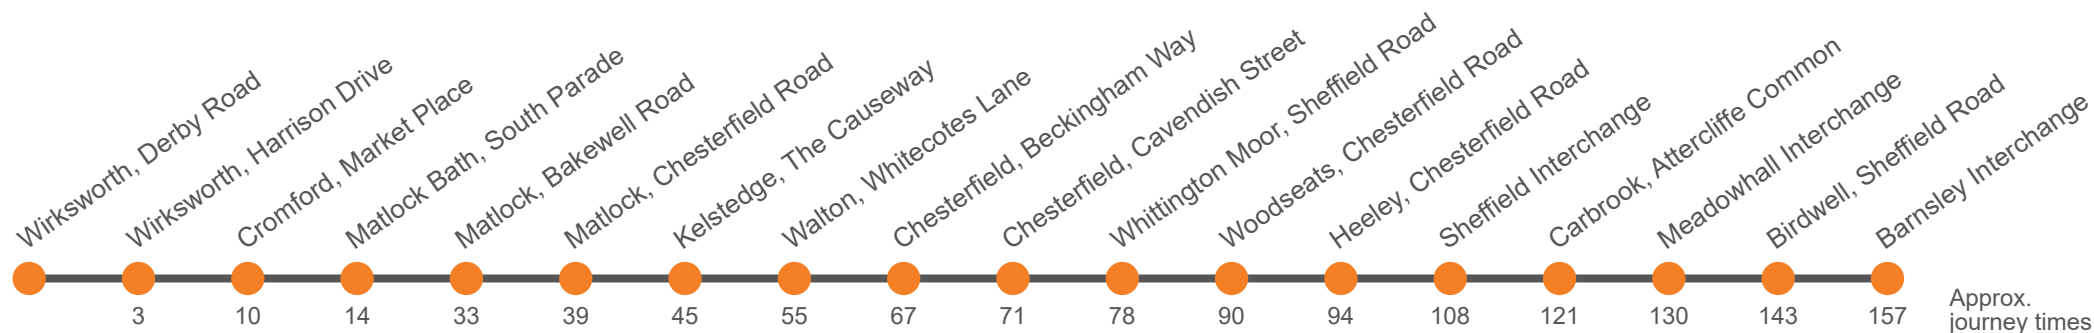 Wirksworth, Derby Road
Wirksworth, Harrison Drive
Cromford, Market Place
Matlock Bath, South Parade
Matlock, Bakewell Road
Matlock, Chesterfield Road
Kelstedge, The Causeway
Walton, Whitecotes Lane
Chesterfield, Beckingham Way
Chesterfield, Cavendish Street
Whittington Moor, Sheffield Road
Woodseats, Chesterfield Road
Heeley, Chesterfield Road
Sheffield Interchange
Carbrook, Attercliffe Common
Meadowhall Interchange
Birdwell, Sheffield Road
Barnsley Interchange
3 10 14 33 39 45 55 67 71 78 90 94 108 121 130 143 157
Approx.
journey times